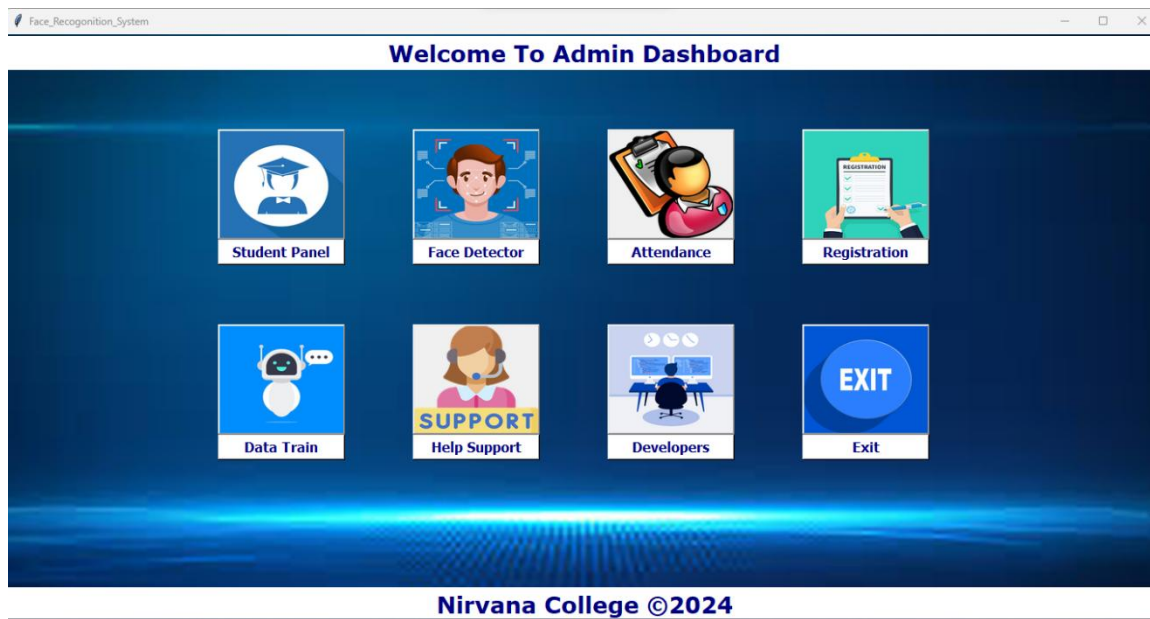 Face_Recogonition_System
Welcome To Admin Dashboard
REGISTRATION
Student Panel
Face Detector
Attendance
Registration
SUPPORT
EXIT
Data Train
Help Support
Developers
Exit
Nirvana College ©2024